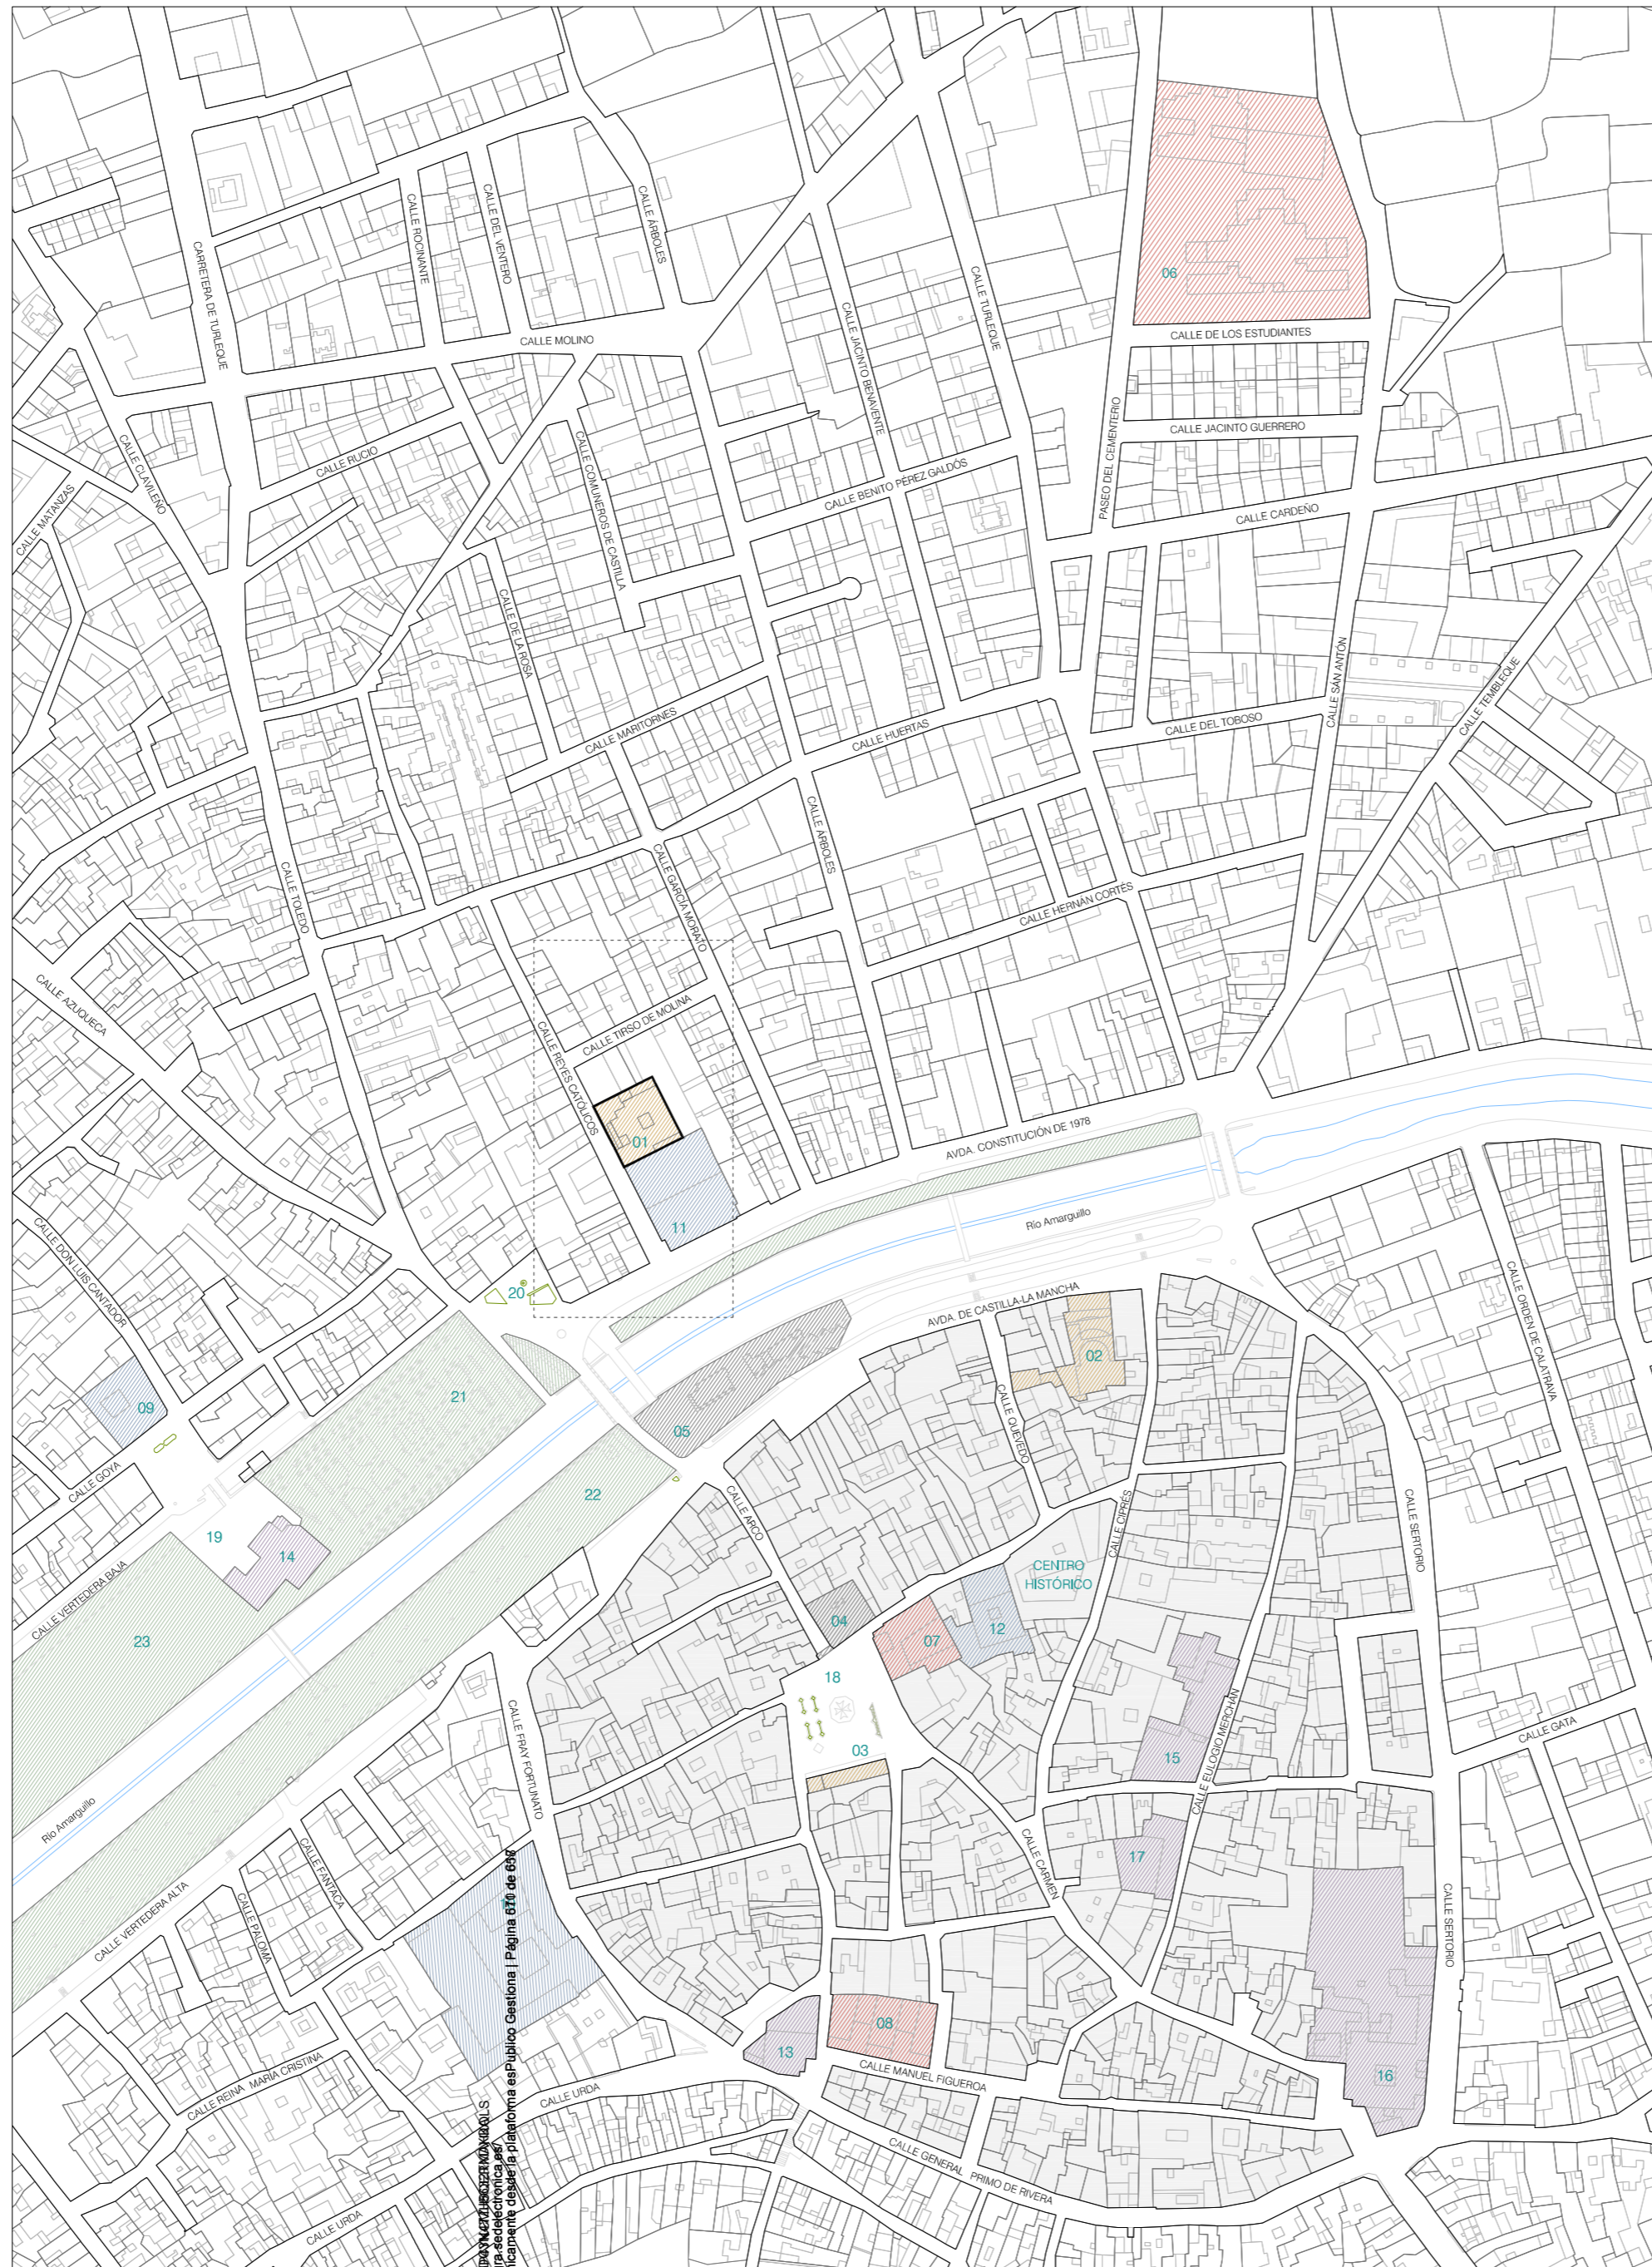 CALLE ROCINANTE
CALLE DEL VENTERO
CALLE ÁRBOLES
CARRETERA DE TURLEQUE
CALLE MOLINO
CALLE JACINTO BENAVENTE
CALLE TURLEQUE
06
CALLE DE LOS ESTUDIANTES
CALLE JACINTO GUERRERO
PASEO DEL CEMENTERIO
CALLE CLAVILEÑO
CALLE RUCIO
CALLE COMUNEROS DE CASTILLA
CALLE BENITO PÉREZ GALDÓS
CALLE MATANZAS
CALLE CARDEÑO
CALLE DE LA ROSA
CALLE SAN ANTÓN
CALLE TEMBLEQUE
CALLE MARITORNES
CALLE HUERTAS
CALLE DEL TOBOSO
CALLE TOLEDO
CALLE GARCÍA MORATO
CALLE ÁRBOLES
CALLE HERNÁN CORTÉS
CALLE AZUQUECA
CALLE TIRSO DE MOLINA
CALLE REYES CATÓLICOS
01
AVDA. CONSTITUCIÓN DE 1978
11
Río Amarguillo
CALLE DON LUIS CANTADOR
20
AVDA. DE CASTILLA-LA MANCHA
CALLE ORDEN DE CALATRAVA
02
21
09
05
CALLE QUEVEDO
CALLE GOYA
22
CALLE ARCO
CALLE CIPRÉS
CALLE SERTORIO
19
14
CENTRO
HISTÓRICO
CALLE VERTEDERA BAJA
23
04
07
12
18
CALLE FRAY FORTUNATO
03
15
CALLE EULOGIO MERCHÁN
CALLE GATA
Río Amarguillo
CALLE FANTACA
CALLE CARMEN
17
CALLE VERTEDERA ALTA
CALLE PALOMA
CALLE SERTORIO
08
13
CALLE MANUEL FIGUEROA
16
CALLE REINA MARÍA CRISTINA
CALLE URDA
CALLE GENERAL PRIMO DE RIVERA
CALLE URDA
sedelectronica.es/
desde la plataforma esPublico Gestiona | Página